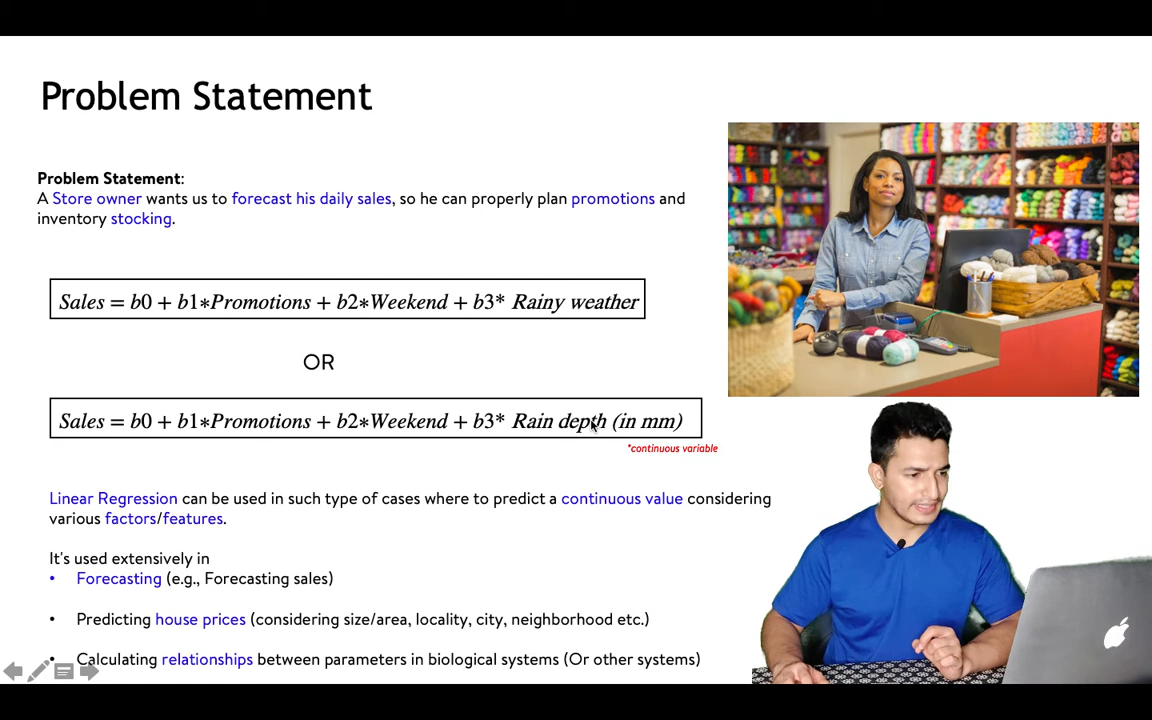 Problem Statement
Problem Statement:
A Store owner wants us to forecast his daily sales, so he can properly plan promotions and
inventory stocking.
Sales = b0 + b1*Promotions + b2*Weekend + b3* Rainy weather
OR
Sales = b0 + b1*Promotions + b2*Weekend + b3* Rain depth (in mm)
*continuous variable
Linear Regression can be used in such type of cases where to predict a continuous value considering
various factors/features.
It's used extensively in
• Forecasting (e.g., Forecasting sales)
• Predicting house prices (considering size/area, locality, city, neighborhood etc.)
• Calculating relationships between parameters in biological systems (Or other systems)